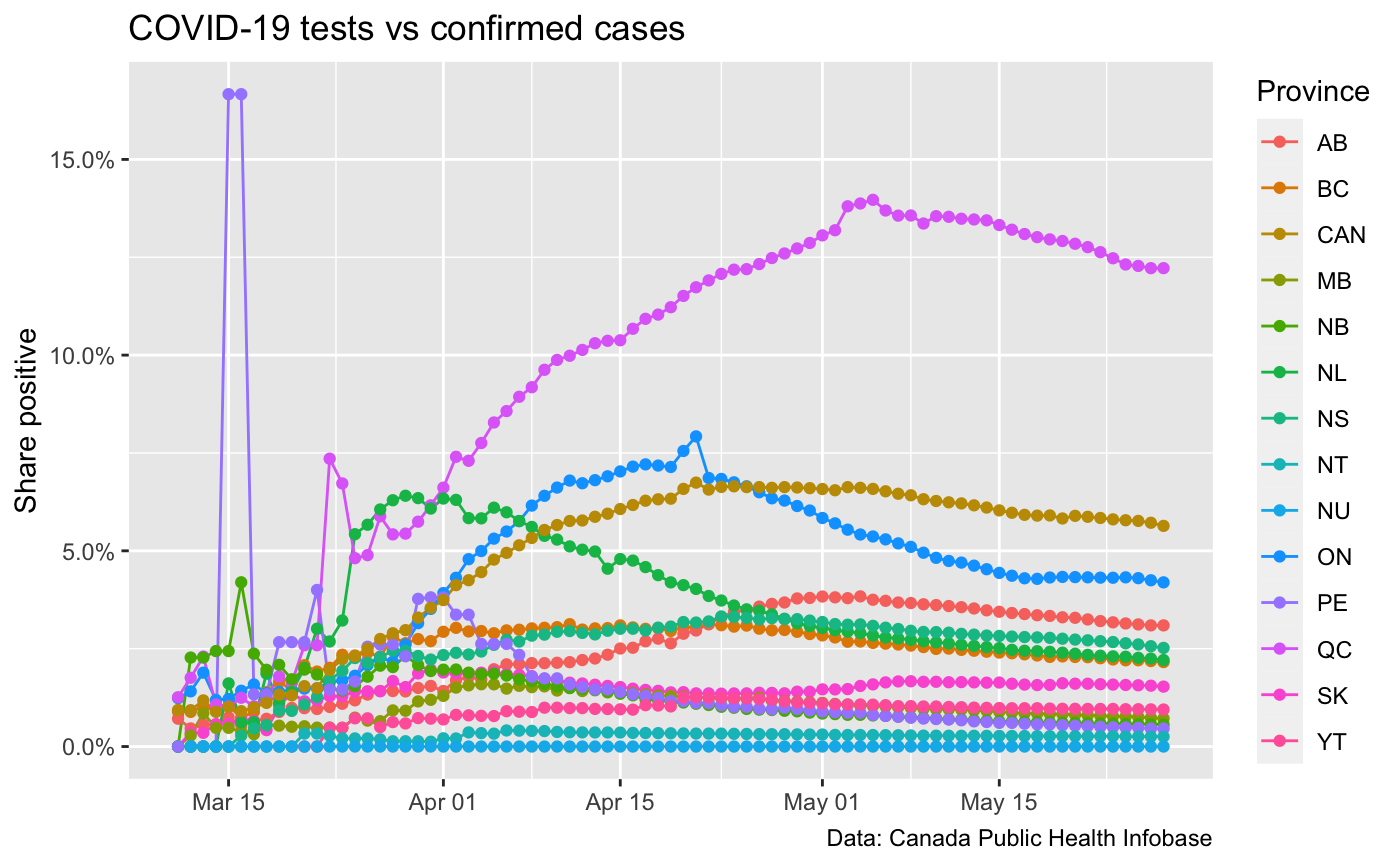 COVID-19 tests vs confirmed cases
Share positive
15.0%
10.0%
5.0%
0.0%
Mar 15
Apr 01
Apr 15
May 01
May 15
Province
AB
BC
CAN
MB
NB
NL
NS
NT
NU
ON
PE
QC
SK
YT
Data: Canada Public Health Infobase